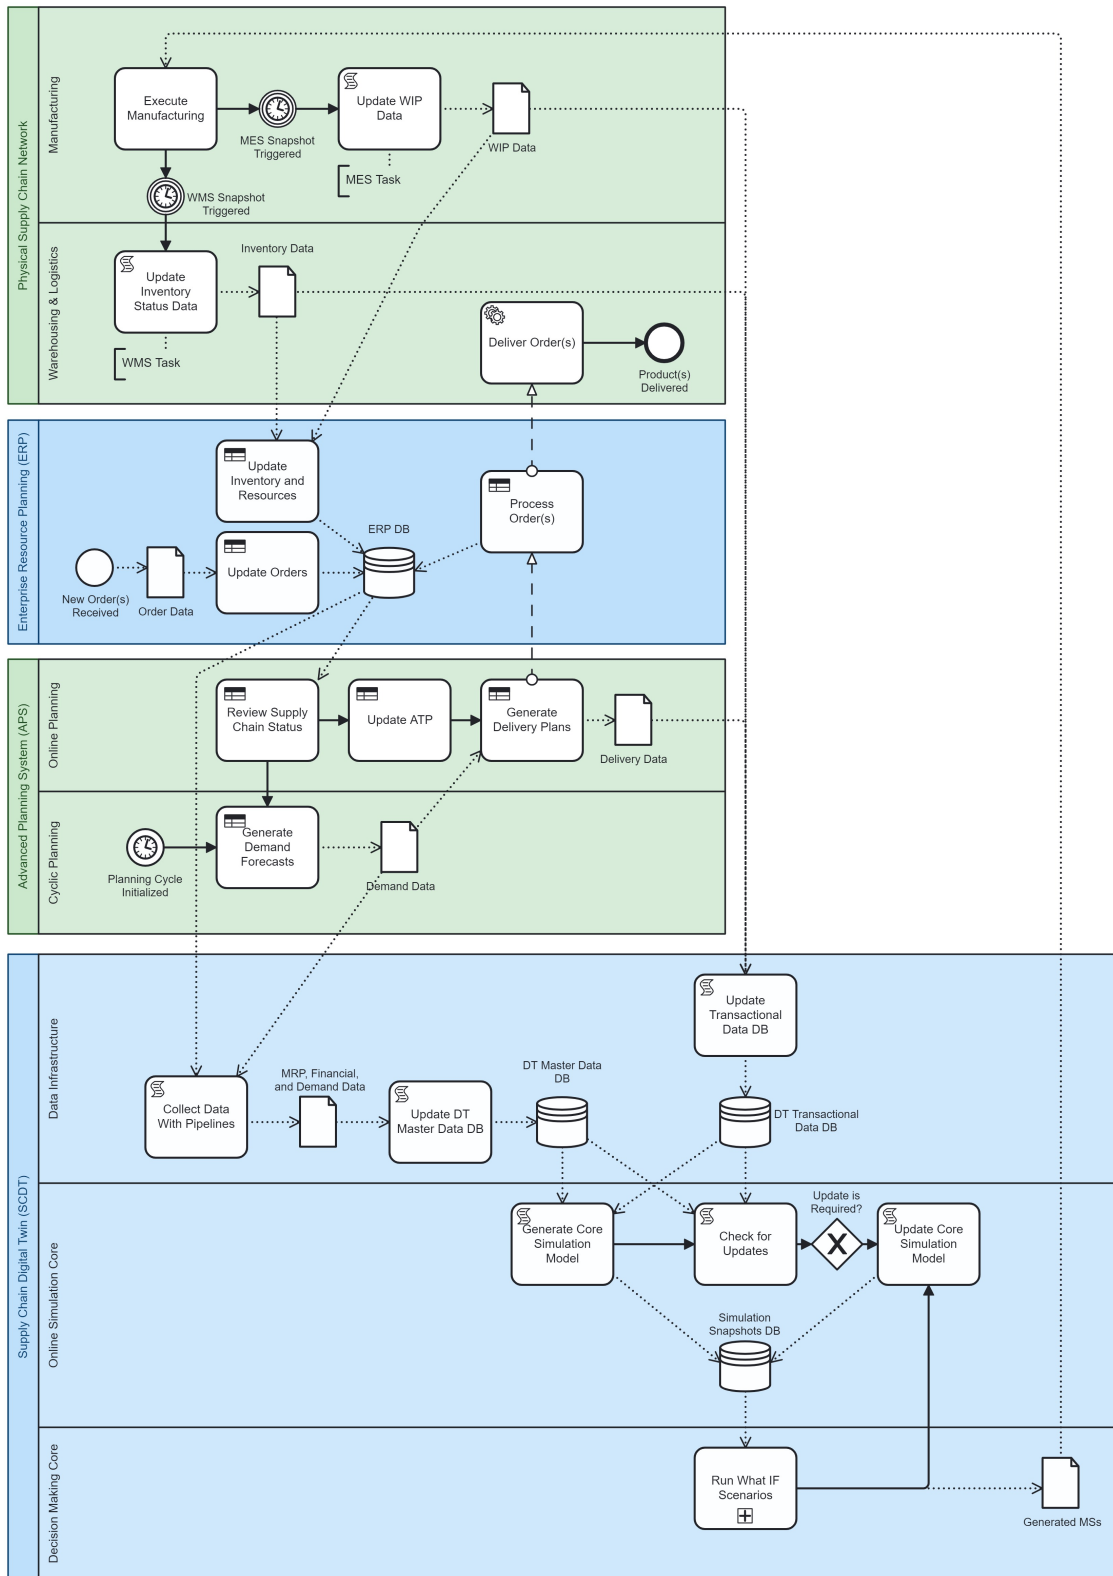 Physical Supply Chain Network
Manufacturing
Execute
Manufacturing
MES Snapshot
Triggered
Update WIP
Data
WIP Data
MES Task
WMS Snapshot
Triggered
Warehousing & Logistics
Update
Inventory
Status Data
Inventory Data
WMS Task
Deliver Order(s)
Product(s)
Delivered
Enterprise Resource Planning (ERP)
Update
Inventory and
Resources
ERP DB
Process
Order(s)
New Order(s)
Received
Order Data
Update Orders
Advanced Planning System (APS)
Online Planning
Review Supply
Chain Status
Update ATP
Generate
Delivery Plans
Delivery Data
Cyclic Planning
Planning Cycle
Initialized
Generate
Demand
Forecasts
Demand Data
Supply Chain Digital Twin (SCDT)
Data Infrastructure
Update
Transactional
Data DB
Collect Data
With Pipelines
MRP, Financial,
and Demand Data
Update DT
Master Data DB
DT Master Data
DB
DT Transactional
Data DB
Online Simulation Core
Generate Core
Simulation
Model
Check for
Updates
Update is
Required?
Update Core
Simulation
Model
Simulation
Snapshots DB
Decision Making Core
Run What IF
Scenarios
Generated MSs